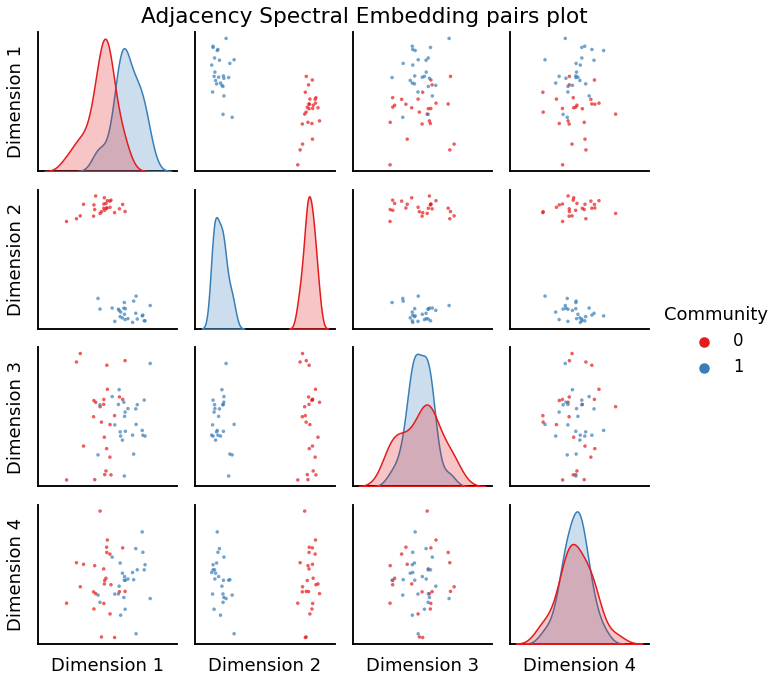 Adjacency Spectral Embedding pairs plot
Dimension 1
Dimension 2
Dimension 3
Dimension 4
Community
0
1
Dimension 1
Dimension 2
Dimension 3
Dimension 4